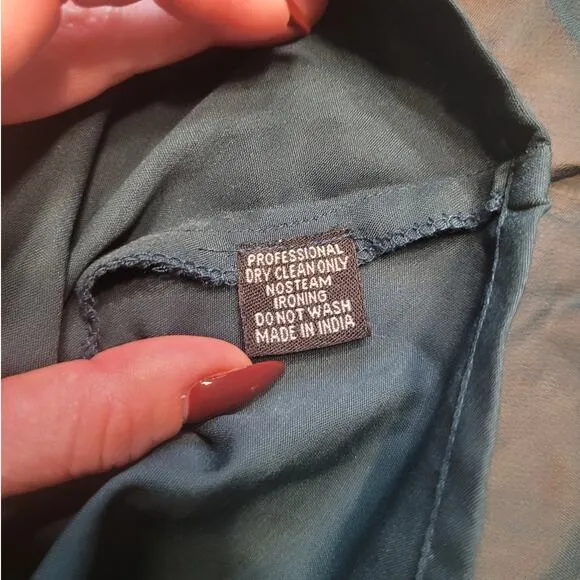 PROFESSIONAL
DRY CLEAN ONLY
NOSTEAM
IRONING
DO NOT WASH
MADE IN INDIA